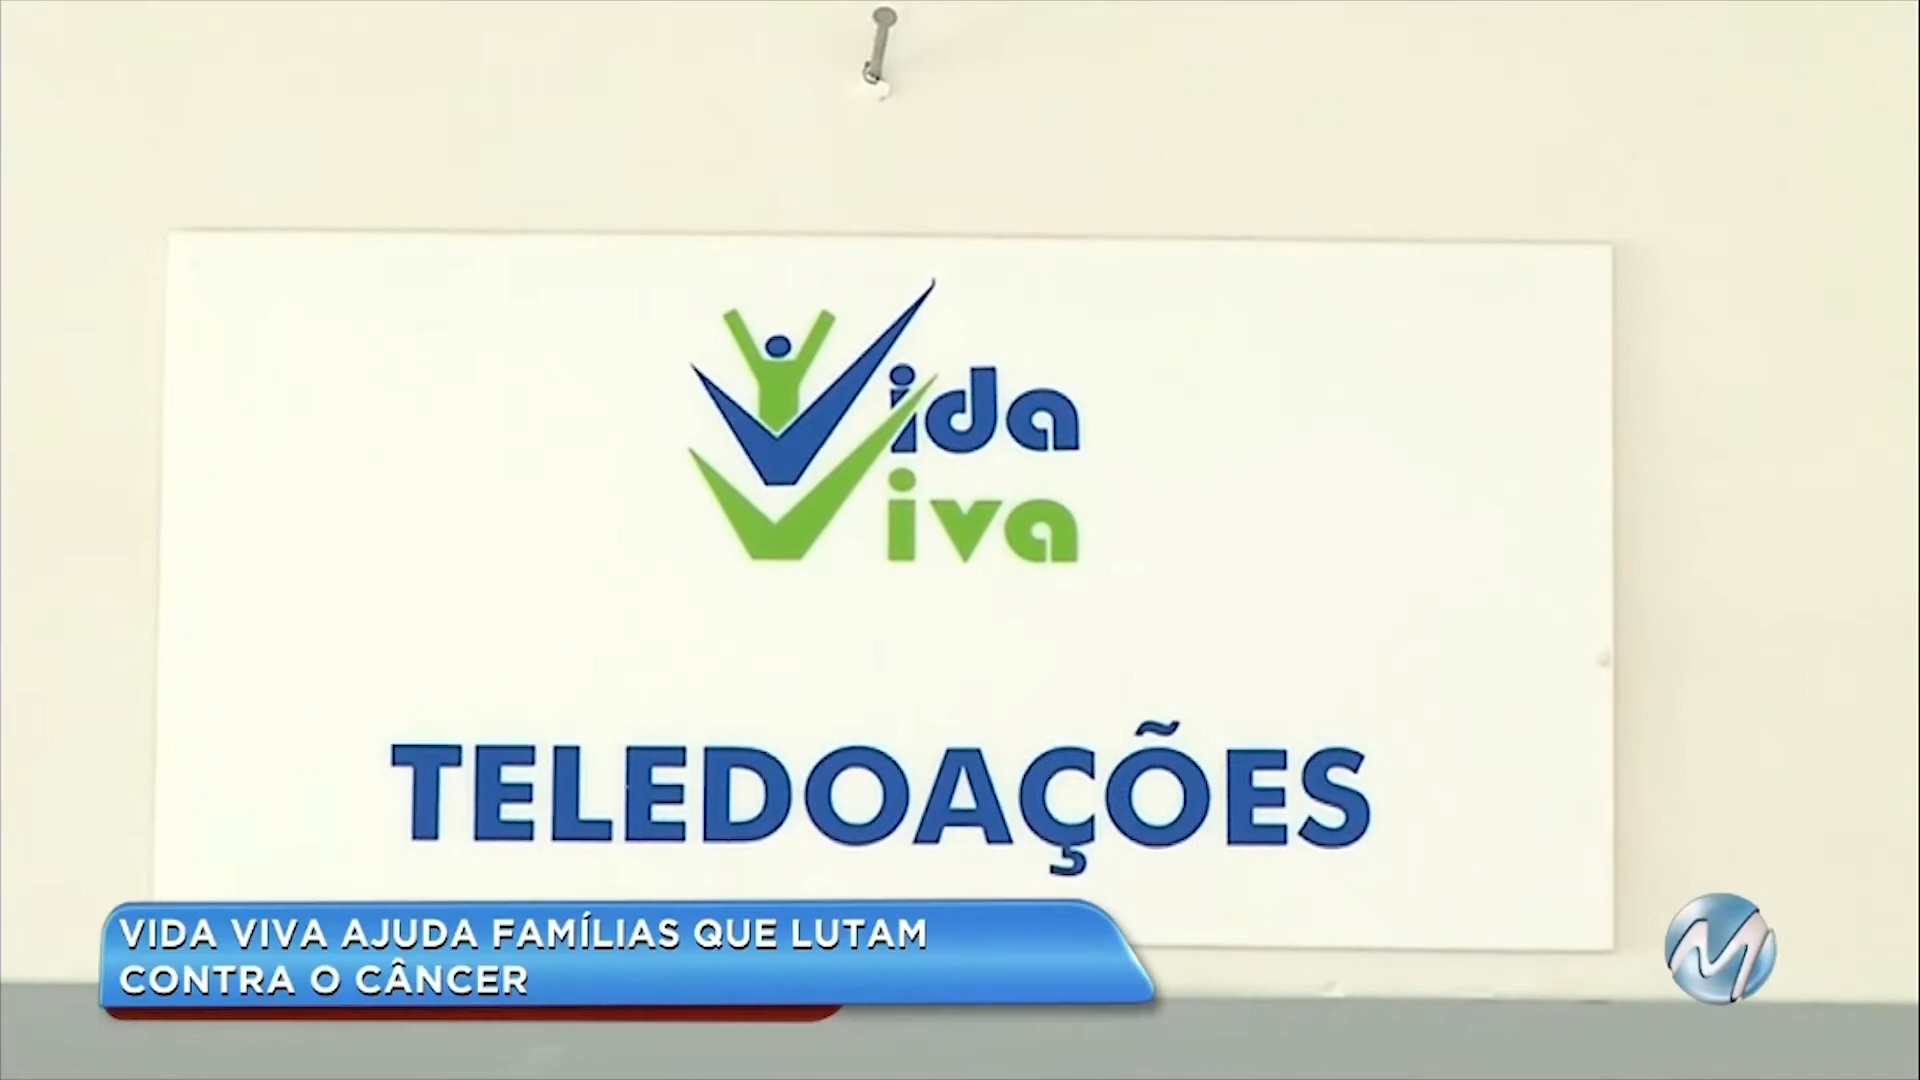 Vida
Viva
TELEDOAÇÕES
VIDA VIVA AJUDA FAMÍLIAS QUE LUTAM
CONTRA O CÂNCER
M